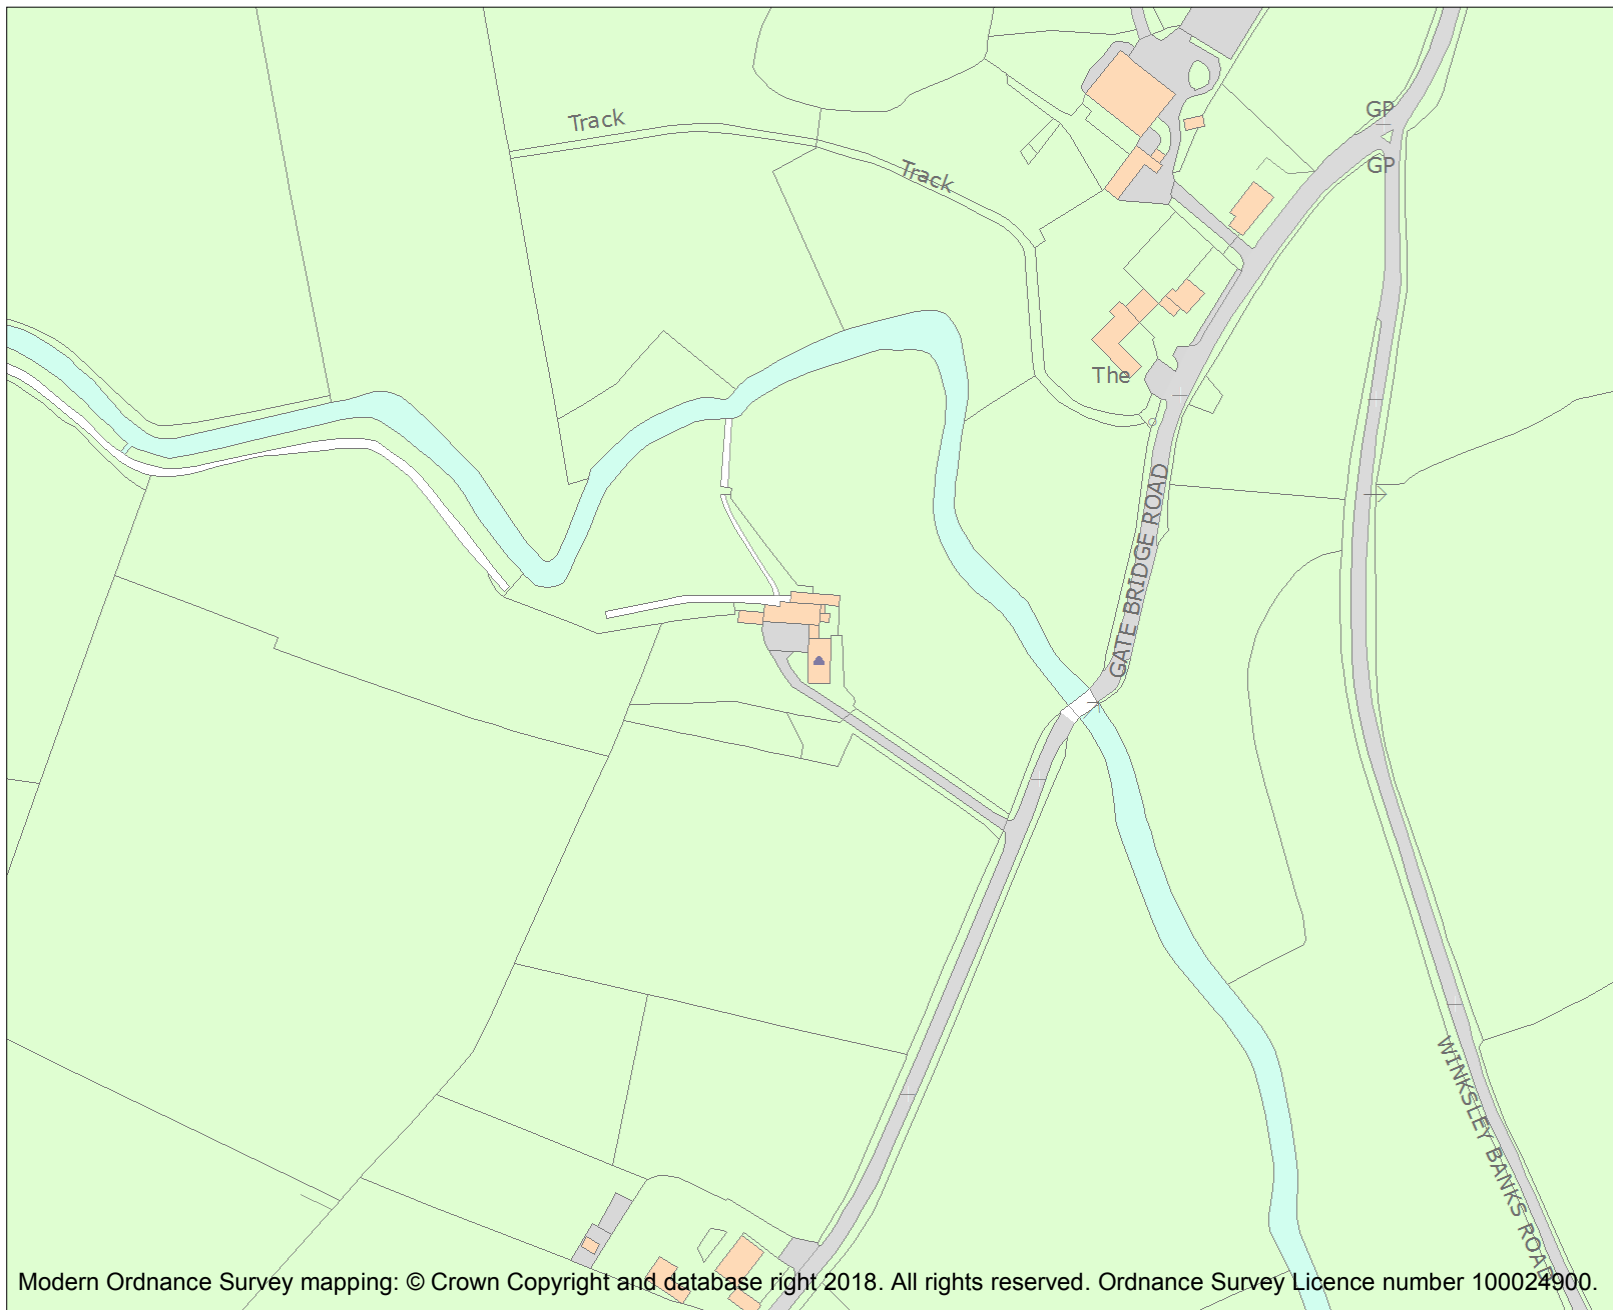 GP
Track
GP
Track
The
GATE BRIDGE ROAD
WINKSLEY BANKS ROAD
Modern Ordnance Survey mapping: © Crown Copyright and database right 2018. All rights reserved. Ordnance Survey Licence number 100024900.